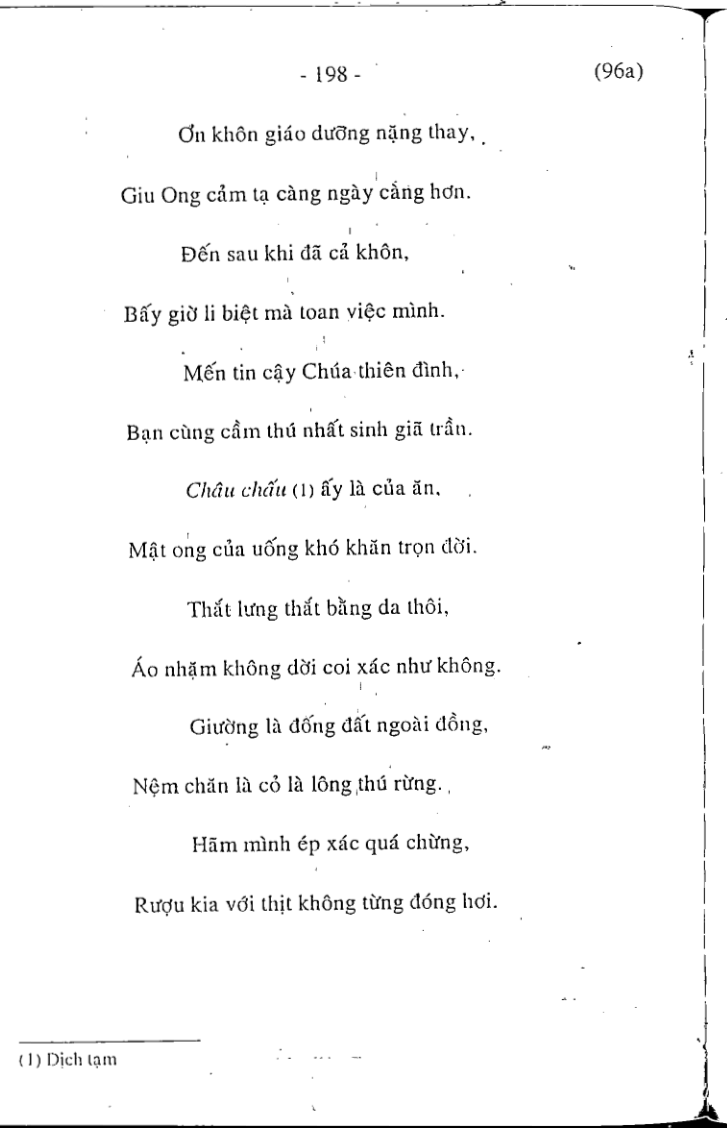 - 198 - (96a)
Ơn khôn giáo dưỡng nặng thay,
Giu Ong cảm tạ càng ngày cằng hơn.
Đến sau khi đã cả khôn,
Bấy giờ li biệt mà toan việc mình.
Mến tin cậy Chúa thiên đình,
Bạn cùng cầm thú nhất sinh giã trần.
Châu chấu (1) ấy là của ăn,
Mật ong của uống khó khăn trọn đời.
Thắt lưng thắt bằng da thôi,
Áo nhặm không dời coi xác như không.
Giường là đống đất ngoài đồng,
Nệm chăn là cỏ là lông thú rừng.
Hãm mình ép xác quá chừng,
Rượu kia với thịt không từng đóng hơi.
(1) Dịch tạm